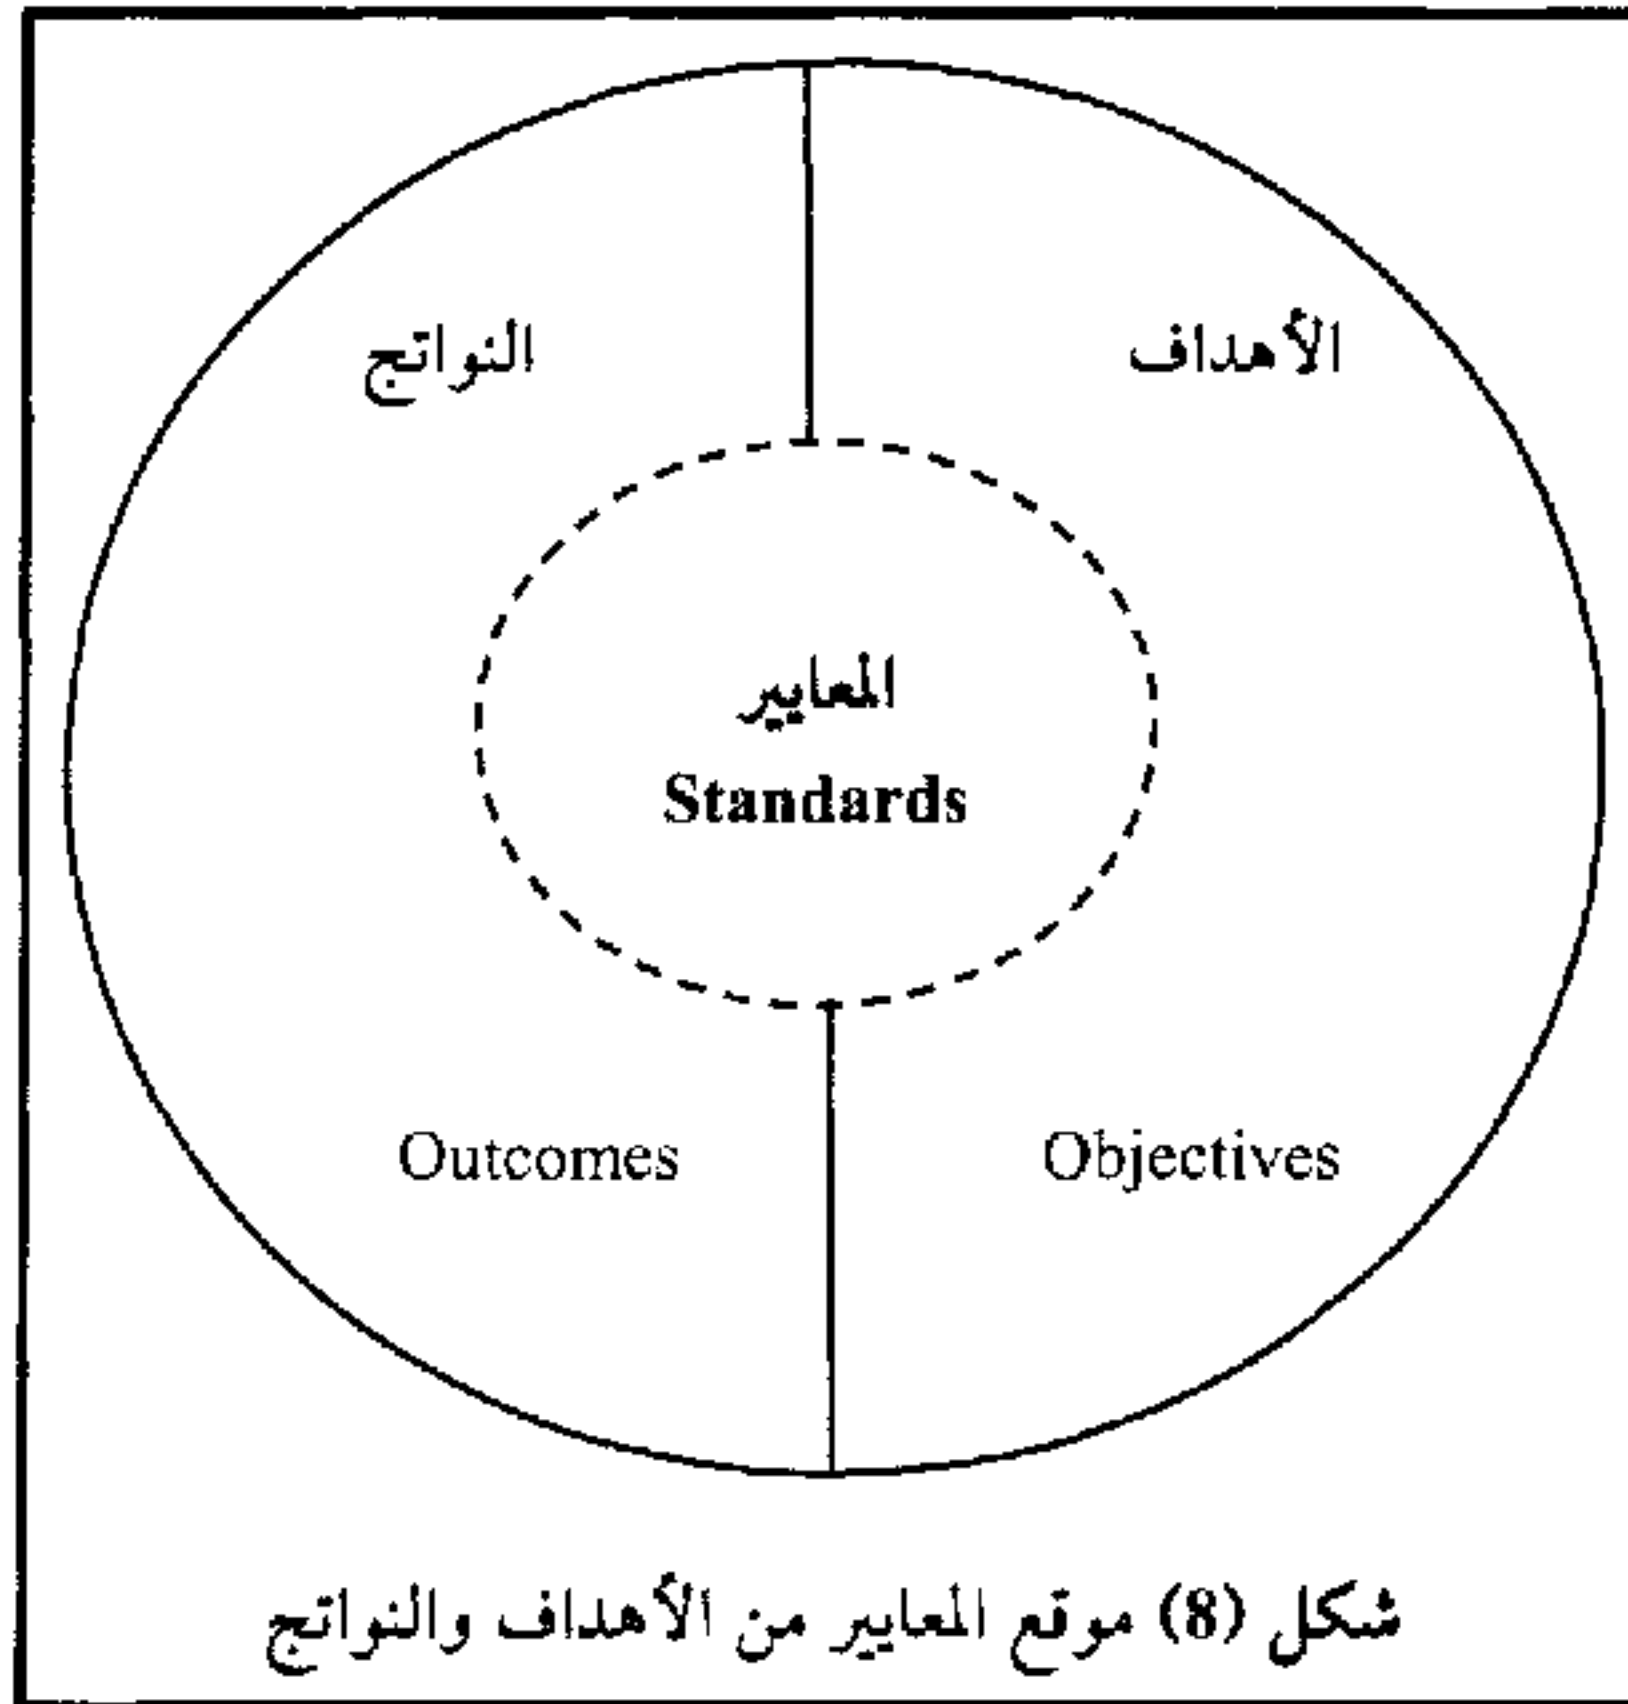 الأهداف
النواتج
المعايير
Standards
Outcomes
Objectives
شكل (8) موقع المعايير من الأهداف والنواتج